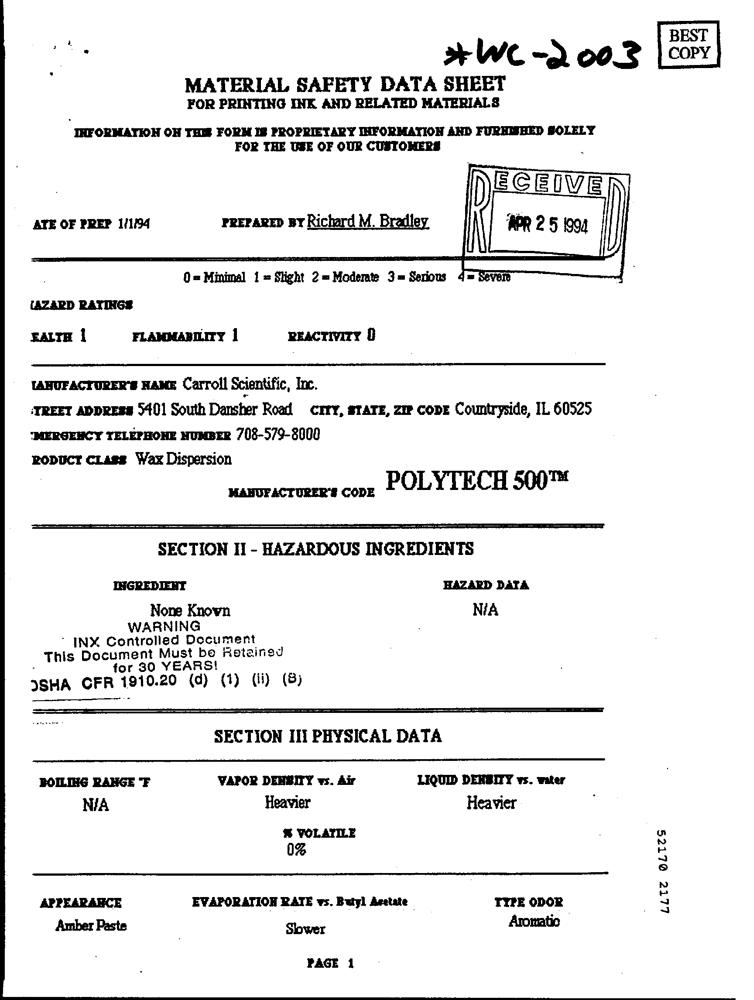 *WC-2003
BEST
COPY
MATERIAL SAFETY DATA SHEET
FOR PRINTING INK AND RELATED MATERIALS
INFORMATION ON THIS FORM IS PROPRIETARY INFORMATION AND FURNISHED SOLELY
FOR THE USE OF OUR CUSTOMERS
RECEIVED
APR 25 1994
ATE OF PREP 1/1/94 PREPARED BY Richard M. Bradley
0 = Minimal 1 = Slight 2 = Moderate 3 = Serious 4 = Severe
AZARD RATINGS
EALTH 1 FLAMMABILITY 1 REACTIVITY 0
MANUFACTURER'S NAME Carroll Scientific, Inc.
TREET ADDRESS 5401 South Dansher Road CITY, STATE, ZIP CODE Countryside, IL 60525
EMERGENCY TELEPHONE NUMBER 708-579-8000
RODUCT CLASS Wax Dispersion
MANUFACTURER'S CODE POLYTECH 500™
SECTION II - HAZARDOUS INGREDIENTS
INGREDIENT HAZARD DATA
None Known N/A
WARNING
INX Controlled Document
This Document Must be Retained
for 30 YEARS!
OSHA CFR 1910.20 (d) (1) (ii) (B)
SECTION III PHYSICAL DATA
BOILING RANGE °F VAPOR DENSITY vs. Air LIQUID DENSITY vs. water
N/A Heavier Heavier
% VOLATILE
0%
APPEARANCE EVAPORATION RATE vs. Butyl Acetate TYPE ODOR
Amber Paste Slower Aromatic
PAGE 1
52170 2177